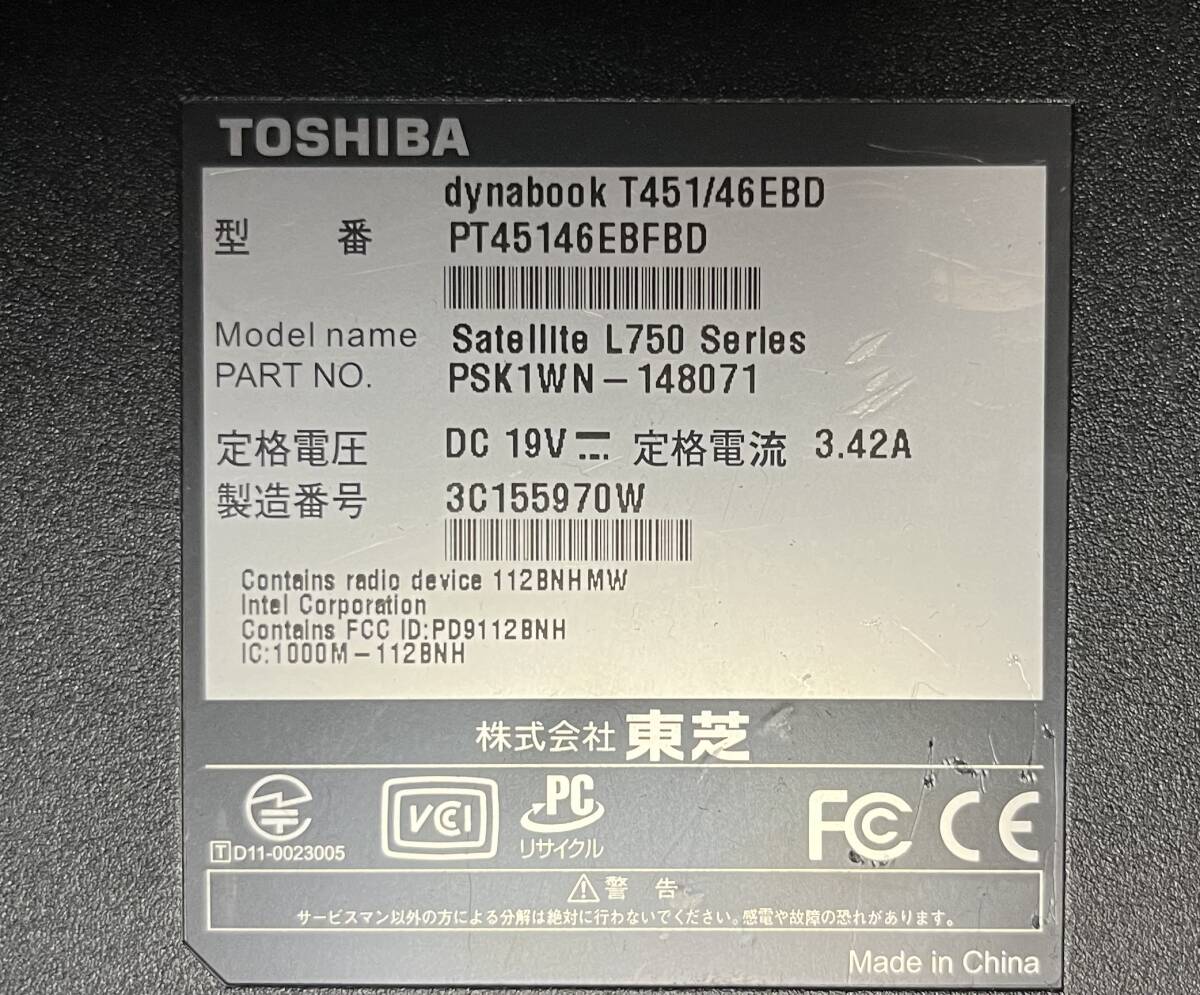 TOSHIBA
dynabook T451/46EBD
型 番 PT45146EBFBD
Model name Satellite L750 Series
PART NO. PSK1WN-148071
定格電圧 DC 19V 定格電流 3.42A
製造番号 3C155970W
Contains radio device 112BNHMW
Intel Corporation
Contains FCC ID:PD9112BNH
IC:1000M-112BNH
株式会社 東芝
T D11-0023005
VCCI
PC
リサイクル
FC CE
警 告
サービスマン以外の方による分解は絶対に行わないでください。感電や故障の恐れがあります。
Made in China